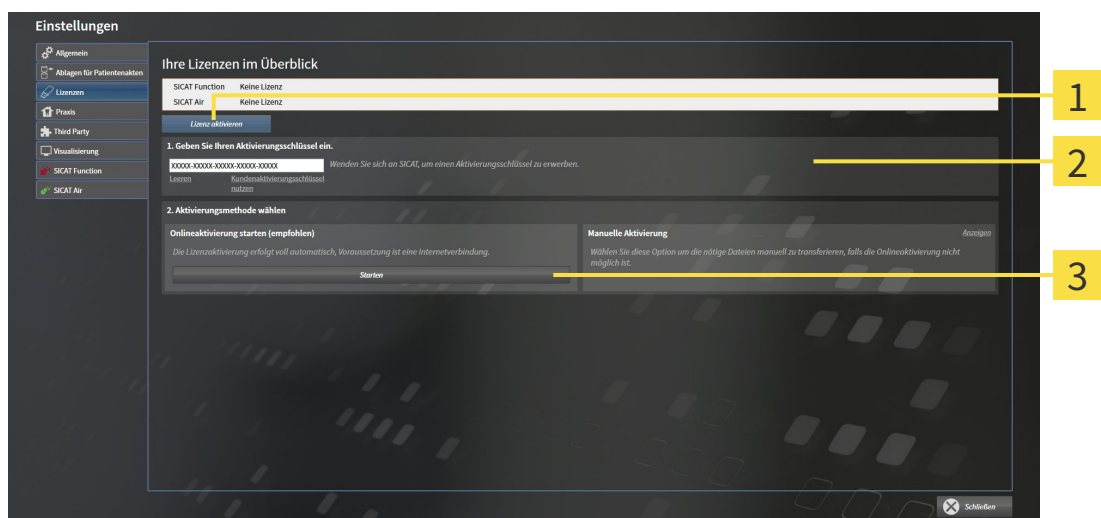 Einstellungen
Allgemein
Ablagen für Patientenakten
Lizenzen
Praxis
Third Party
Visualisierung
SICAT Function
SICAT Air
Ihre Lizenzen im Überblick
SICAT Function Keine Lizenz
SICAT Air Keine Lizenz
Lizenz aktivieren
1. Geben Sie Ihren Aktivierungsschlüssel ein.
XXXXX-XXXXX-XXXXX-XXXXX-XXXXX
Wenden Sie sich an SICAT, um einen Aktivierungsschlüssel zu erwerben.
Leeren
Kundenaktivierungsschlüssel
nutzen
2. Aktivierungsmethode wählen
Onlineaktivierung starten (empfohlen)
Die Lizenzaktivierung erfolgt voll automatisch, Voraussetzung ist eine Internetverbindung.
Starten
Manuelle Aktivierung
Anzeigen
Wählen Sie diese Option um die nötige Dateien manuell zu transferieren, falls die Onlineaktivierung nicht
möglich ist.
Schließen
1
2
3